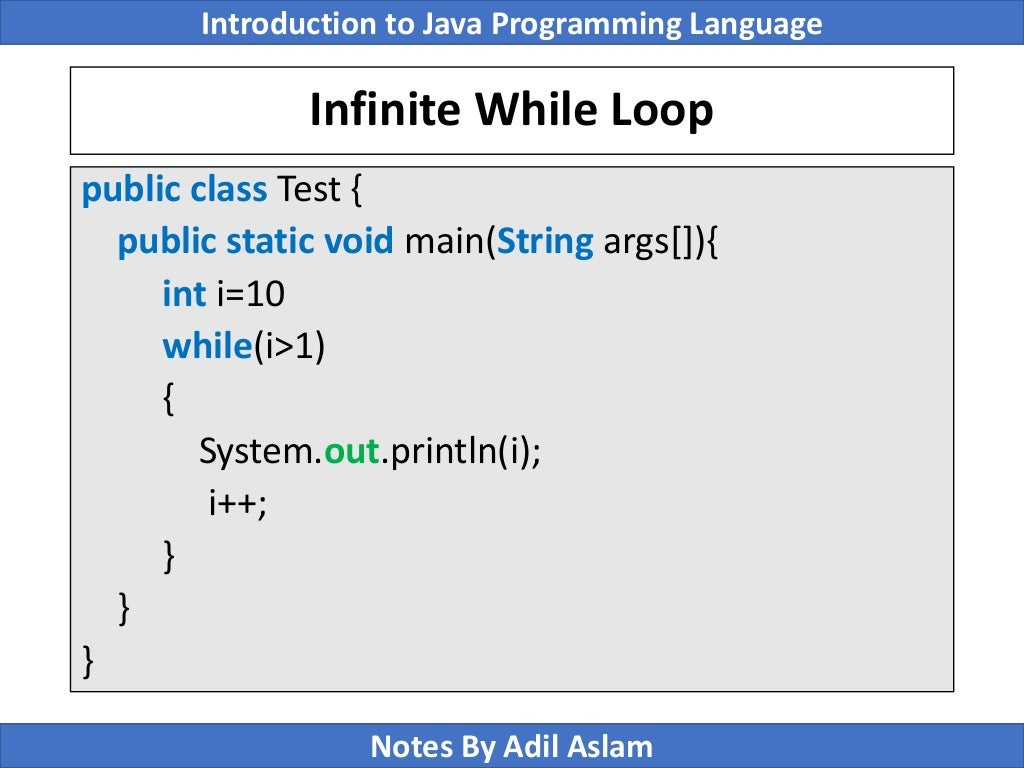 Introduction to Java Programming Language
Infinite While Loop
public class Test {
public static void main(String args[]){
int i=10
while(i>1)
{
System.out.println(i);
i++;
}
}
}
Notes By Adil Aslam